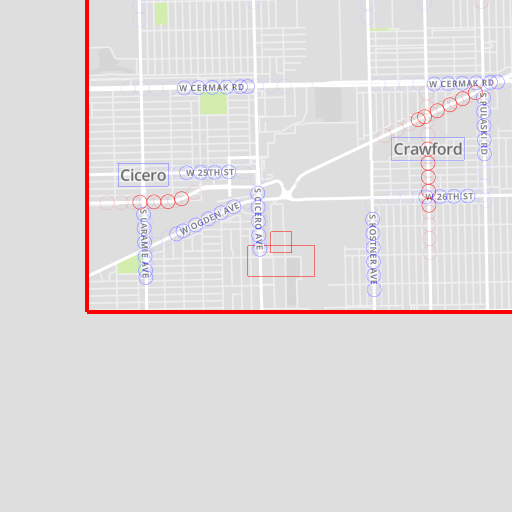 W CERMAK RD
W CERMAK RD
S PULASKI RD
Crawford
Cicero
W 25TH ST
W 26TH ST
S CICERO AVE
W OGDEN AVE
S LARAMIE AVE
S KOSTNER AVE